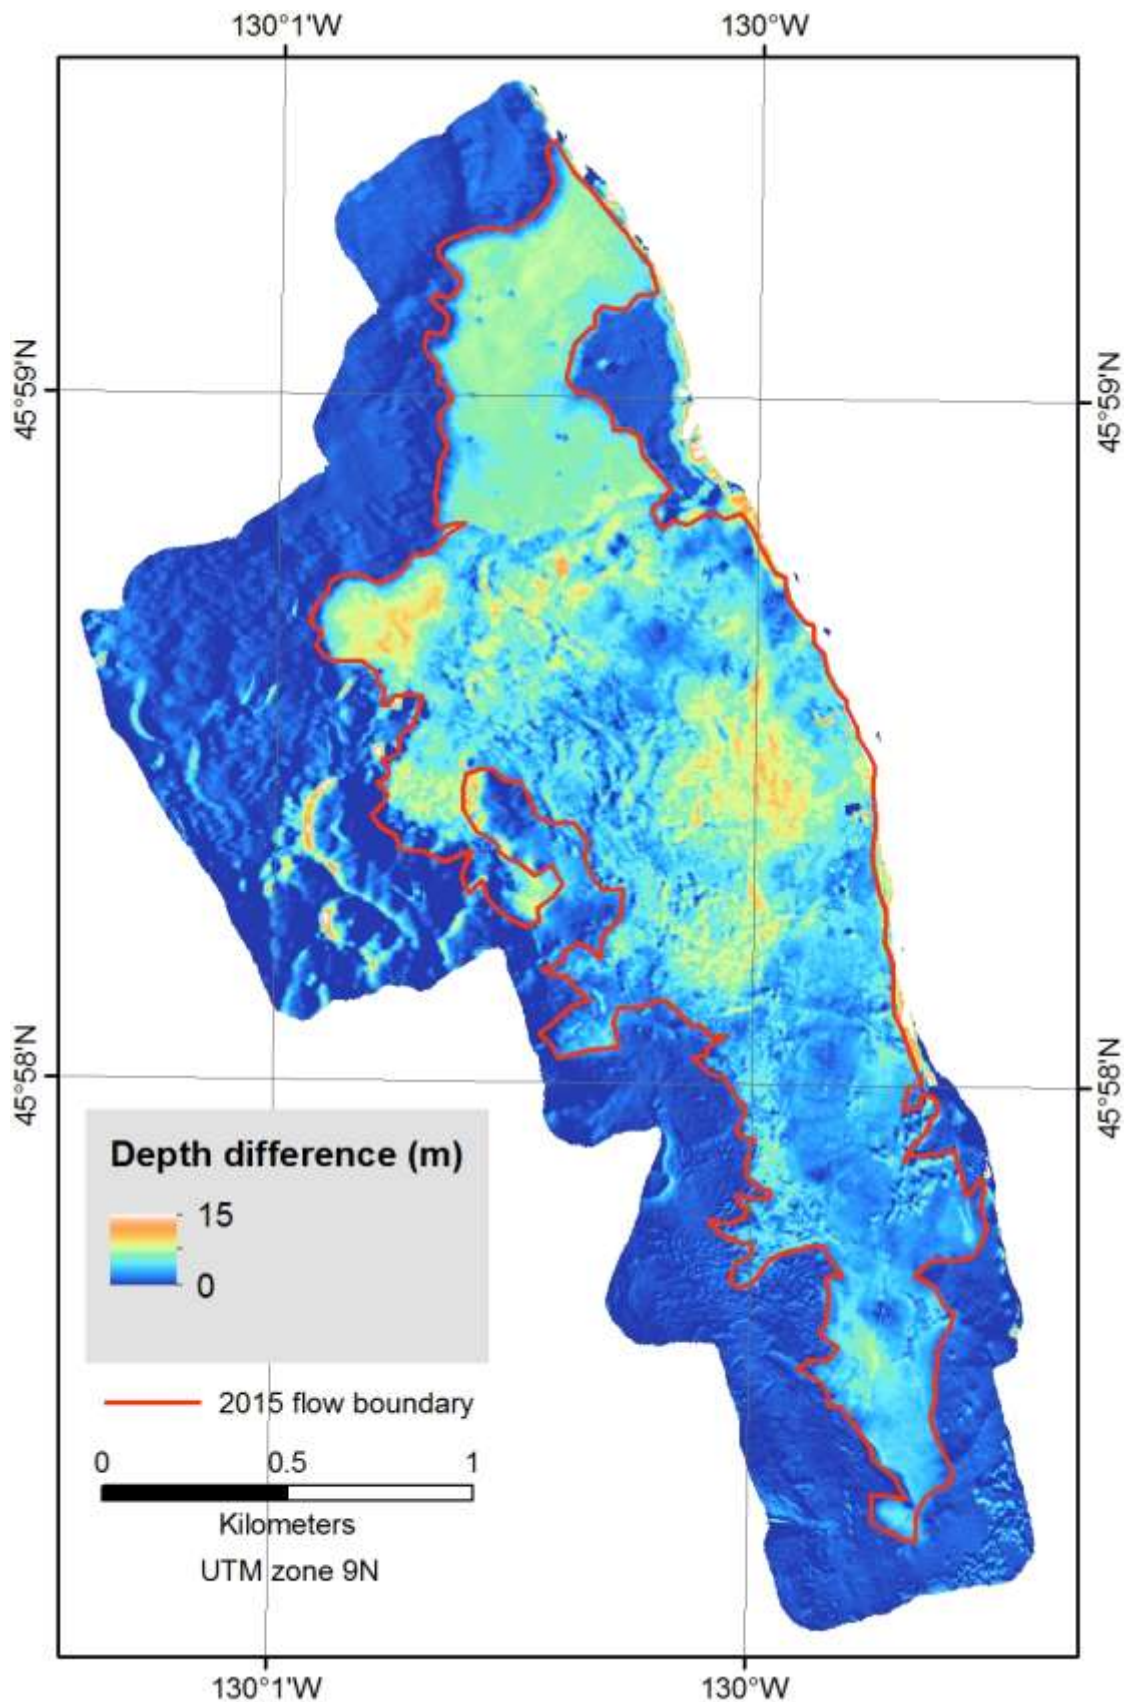 130°1'W 130°W
45°59'N 45°59'N
45°58'N 45°58'N
Depth difference (m)
15
0
2015 flow boundary
0 0.5 1
Kilometers
UTM zone 9N
130°1'W 130°W